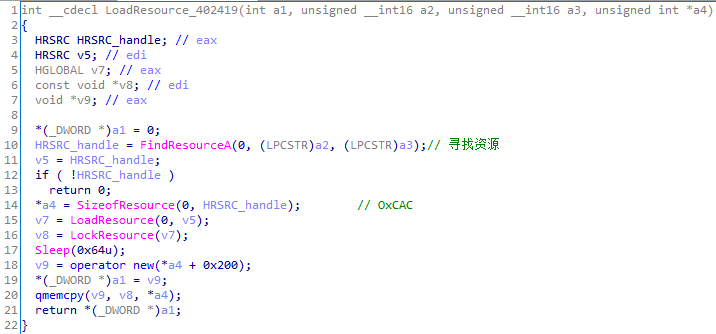 1 int __cdecl LoadResource_402419(int a1, unsigned __int16 a2, unsigned __int16 a3, unsigned int *a4)
2 {
3   HRSRC HRSRC_handle; // eax
4   HRSRC v5; // edi
5   HGLOBAL v7; // eax
6   const void *v8; // edi
7   void *v9; // eax
8
9   *(_DWORD *)a1 = 0;
10   HRSRC_handle = FindResourceA(0, (LPCSTR)a2, (LPCSTR)a3);// 寻找资源
11   v5 = HRSRC_handle;
12   if ( !HRSRC_handle )
13     return 0;
14   *a4 = SizeofResource(0, HRSRC_handle);        // OxCAC
15   v7 = LoadResource(0, v5);
16   v8 = LockResource(v7);
17   Sleep(0x64u);
18   v9 = operator new(*a4 + 0x200);
19   *(_DWORD *)a1 = v9;
20   qmemcpy(v9, v8, *a4);
21   return *(_DWORD *)a1;
22 }